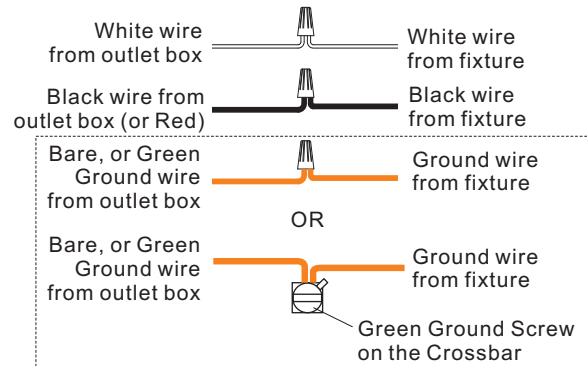 White wire
from outlet box
White wire
from fixture
Black wire from
outlet box (or Red)
Black wire
from fixture
Bare, or Green
Ground wire
from outlet box
Ground wire
from fixture
OR
Bare, or Green
Ground wire
from outlet box
Ground wire
from fixture
Green Ground Screw
on the Crossbar